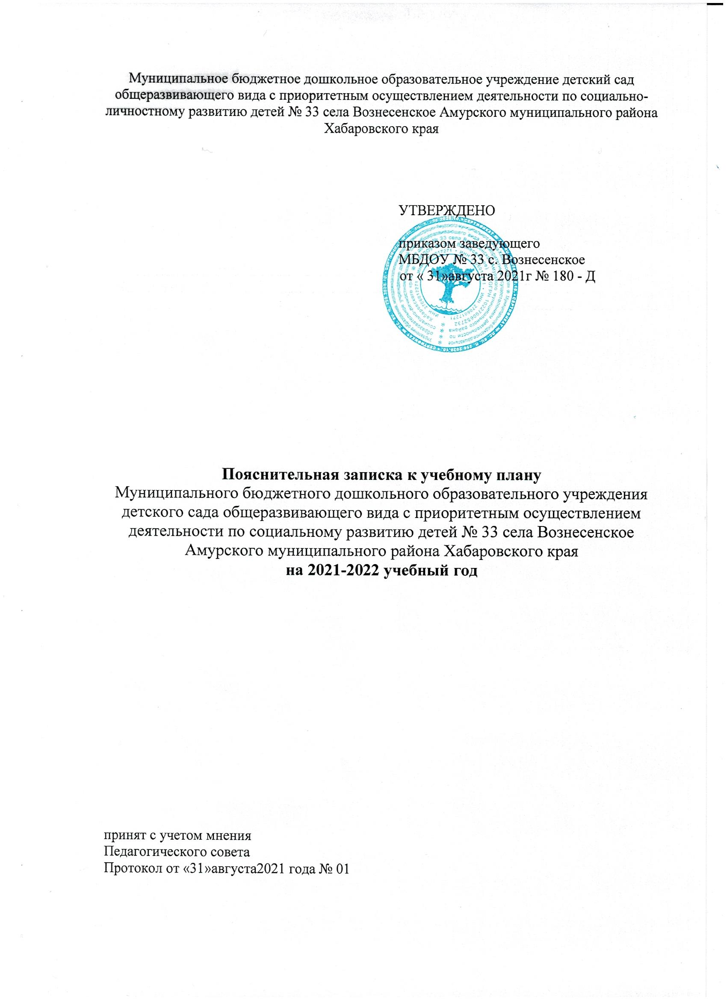 Муниципальное бюджетное дошкольное образовательное учреждение детский сад
общеразвивающего вида с приоритетным осуществлением деятельности по социально-
личностному развитию детей № 33 села Вознесенское Амурского муниципального района
Хабаровского края
УТВЕРЖДЕНО
приказом заведующего
МБДОУ № 33 с. Вознесенское
от « 31»августа 2021г № 180 - Д
Пояснительная записка к учебному плану
Муниципального бюджетного дошкольного образовательного учреждения
детского сада общеразвивающего вида с приоритетным осуществлением
деятельности по социальному развитию детей № 33 села Вознесенское
Амурского муниципального района Хабаровского края
на 2021-2022 учебный год
принят с учетом мнения
Педагогического совета
Протокол от «31»августа2021 года № 01